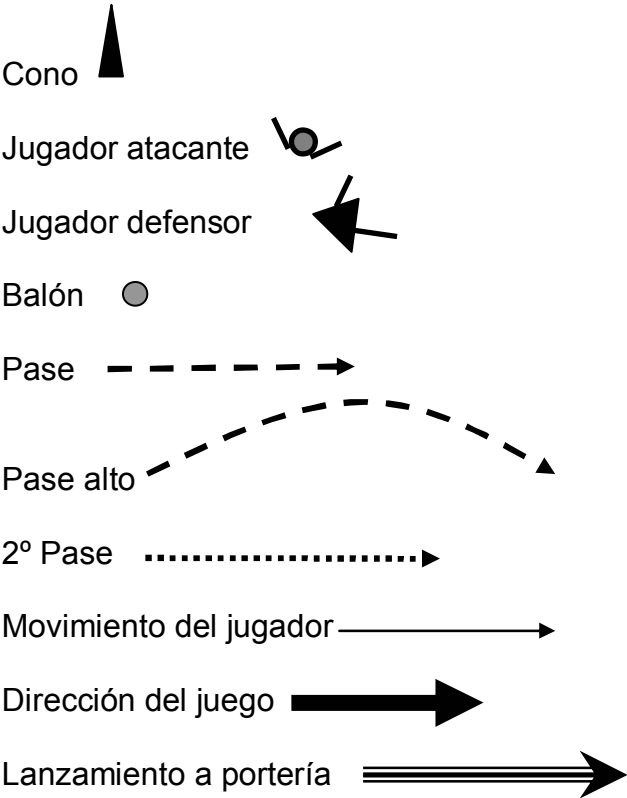 Cono
Jugador atacante
Jugador defensor
Balón
Pase
Pase alto
2º Pase
Movimiento del jugador
Dirección del juego
Lanzamiento a portería